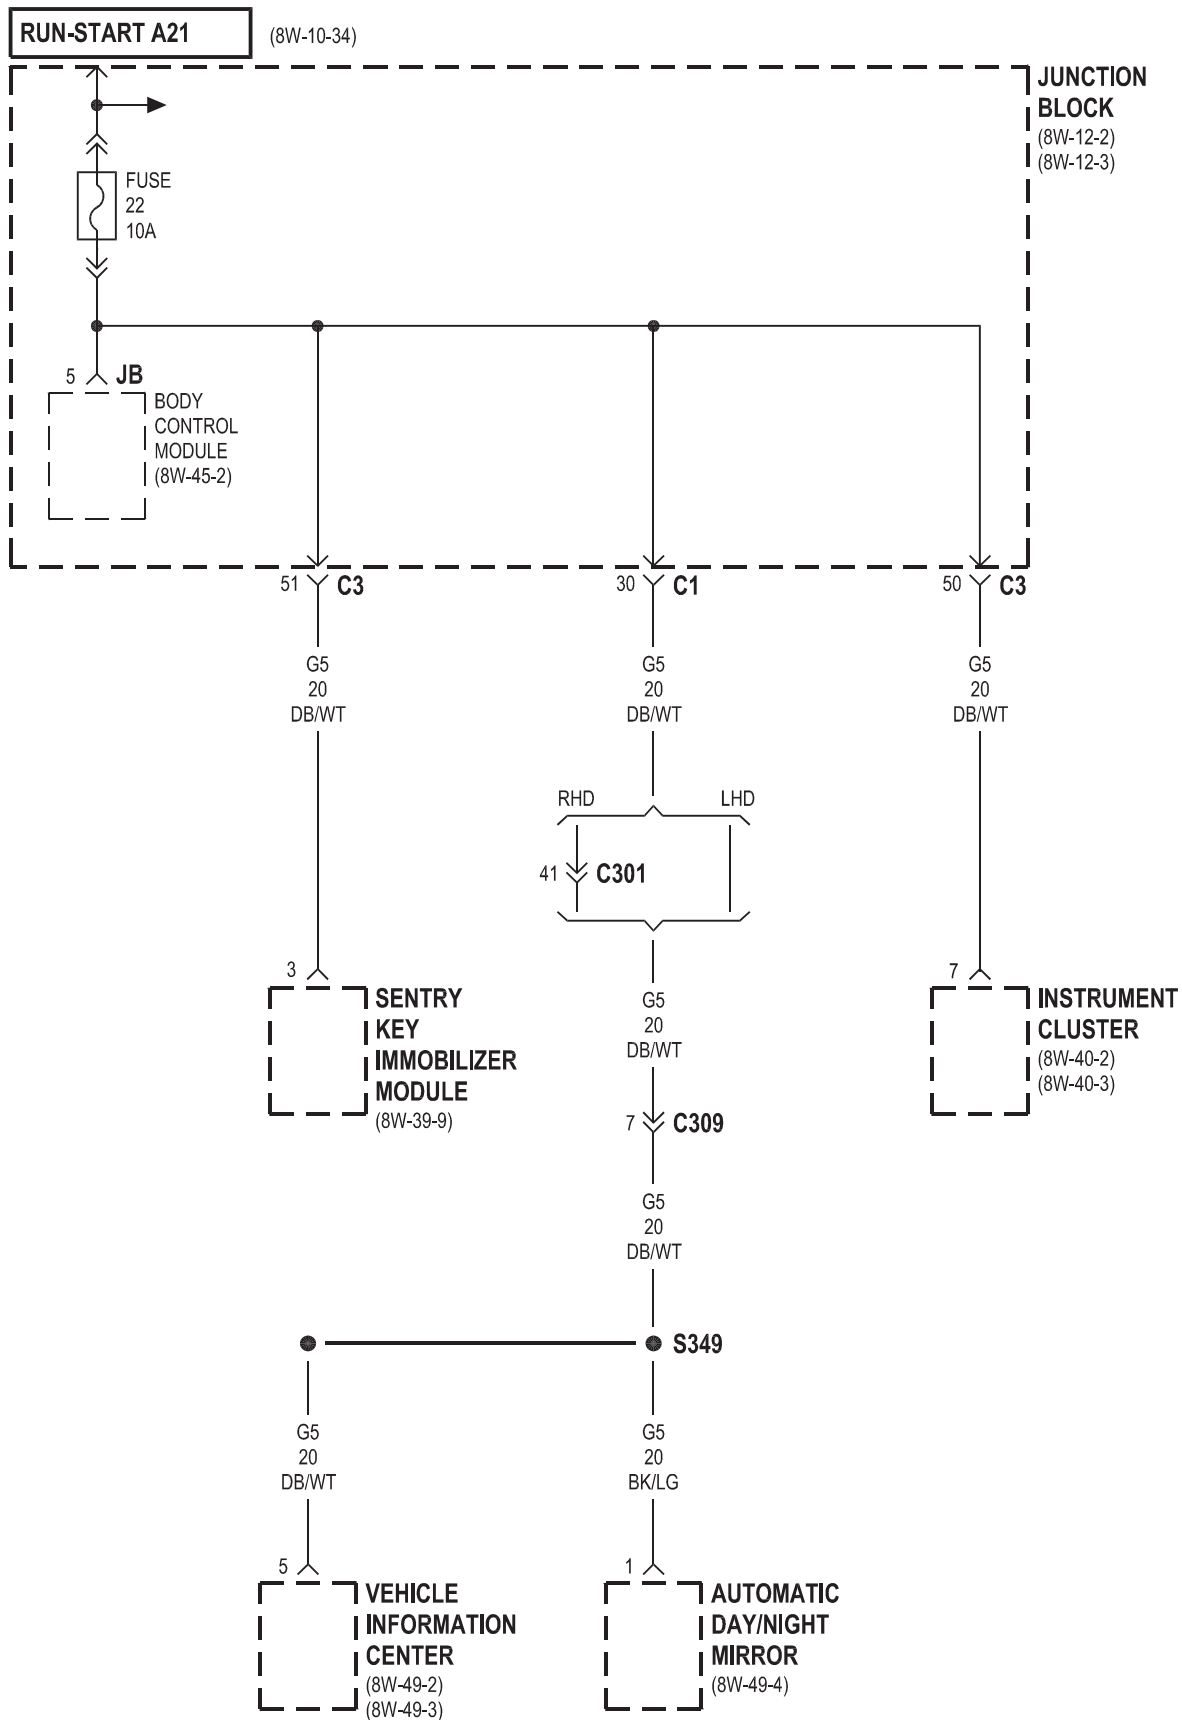 RUN-START A21
(8W-10-34)
JUNCTION
BLOCK
(8W-12-2)
(8W-12-3)
FUSE
22
10A
5
JB
BODY
CONTROL
MODULE
(8W-45-2)
51
C3
30
C1
50
C3
G5
20
DB/WT
G5
20
DB/WT
G5
20
DB/WT
RHD
LHD
41
C301
3
SENTRY
KEY
IMMOBILIZER
MODULE
(8W-39-9)
G5
20
DB/WT
7
INSTRUMENT
CLUSTER
(8W-40-2)
(8W-40-3)
7
C309
G5
20
DB/WT
S349
G5
20
DB/WT
G5
20
BK/LG
5
VEHICLE
INFORMATION
CENTER
(8W-49-2)
(8W-49-3)
1
AUTOMATIC
DAY/NIGHT
MIRROR
(8W-49-4)